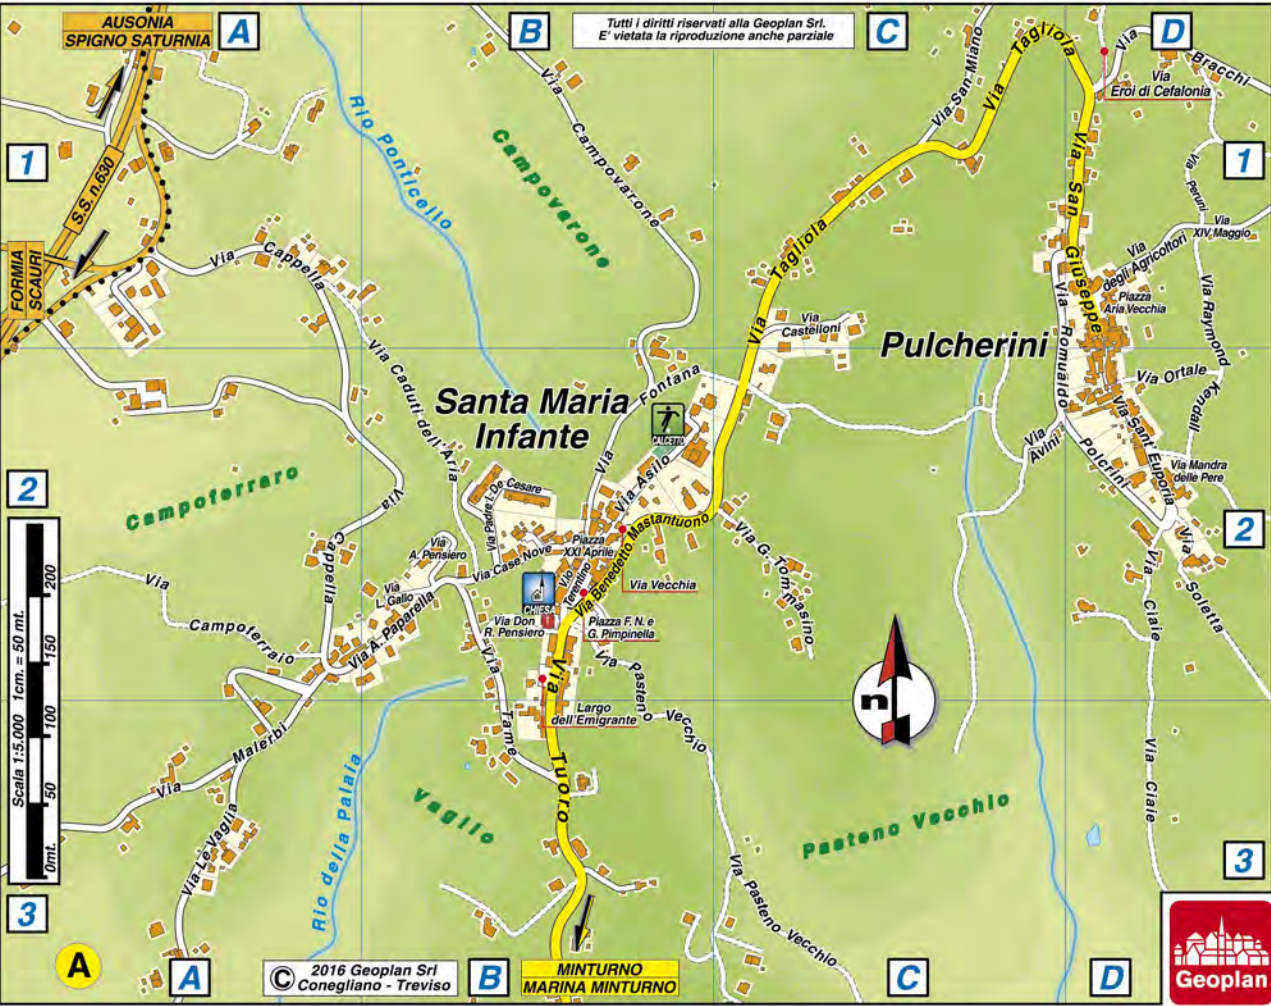 AUSONIA
SPIGNO SATURNIA
A
B
Tutti i diritti riservati alla Geoplan Srl.
E' vietata la riproduzione anche parziale
C
D
Via Bracchi
Via
Eroi di Cefalonia
Via Tagliola
Via San Miano
Rio Ponticello
Via Campovarone
Campovarone
1
1
S.S. n.630
Via San Giuseppe
Via Peruni
Via
XIV Maggio
Via
degli Agricoltori
FORMIA
SCAURI
Via Cappella
Via Tagliola
Piazza
Aria Vecchia
Via Raymond Kendall
Via
Castelloni
Via Romualdo Polchini
Pulcherini
Via Caduti dell'Aria
Via Fontana
Via Ortale
Santa Maria
Infante
CALCETTO
Via Sant'Euporia
Via
Avini
Via Asilo
Via Mandra
delle Pere
2
2
Campoferraro
Via Padre I. De Cesare
Via Cappella
Via Benedetto Mastantuono
Via G. Tommasino
Piazza
XXI Aprile
Via
A. Pensiero
Via Case Nove
V.lo Ferentino
Via Vecchia
Via Soletta
Via
L. Gallo
CHIESA
Via Campoferraio
Via A. Paparella
Via Don
R. Pensiero
Piazza F. N. e
G. Pimpinella
Via Ciaie
n
Via Tame
Via Tuoro
Largo
dell'Emigrante
Via Pasteno Vecchio
Via Malerbi
Via Ciaie
Scala 1:5.000 1cm. = 50 mt.
200
150
100
50
0mt.
Rio della Palaia
Vaglio
Pasteno Vecchio
Via Le Vaglia
Via Pasteno Vecchio
3
3
A
A
© 2016 Geoplan Srl
Conegliano - Treviso
B
MINTURNO
MARINA MINTURNO
C
D
Geoplan